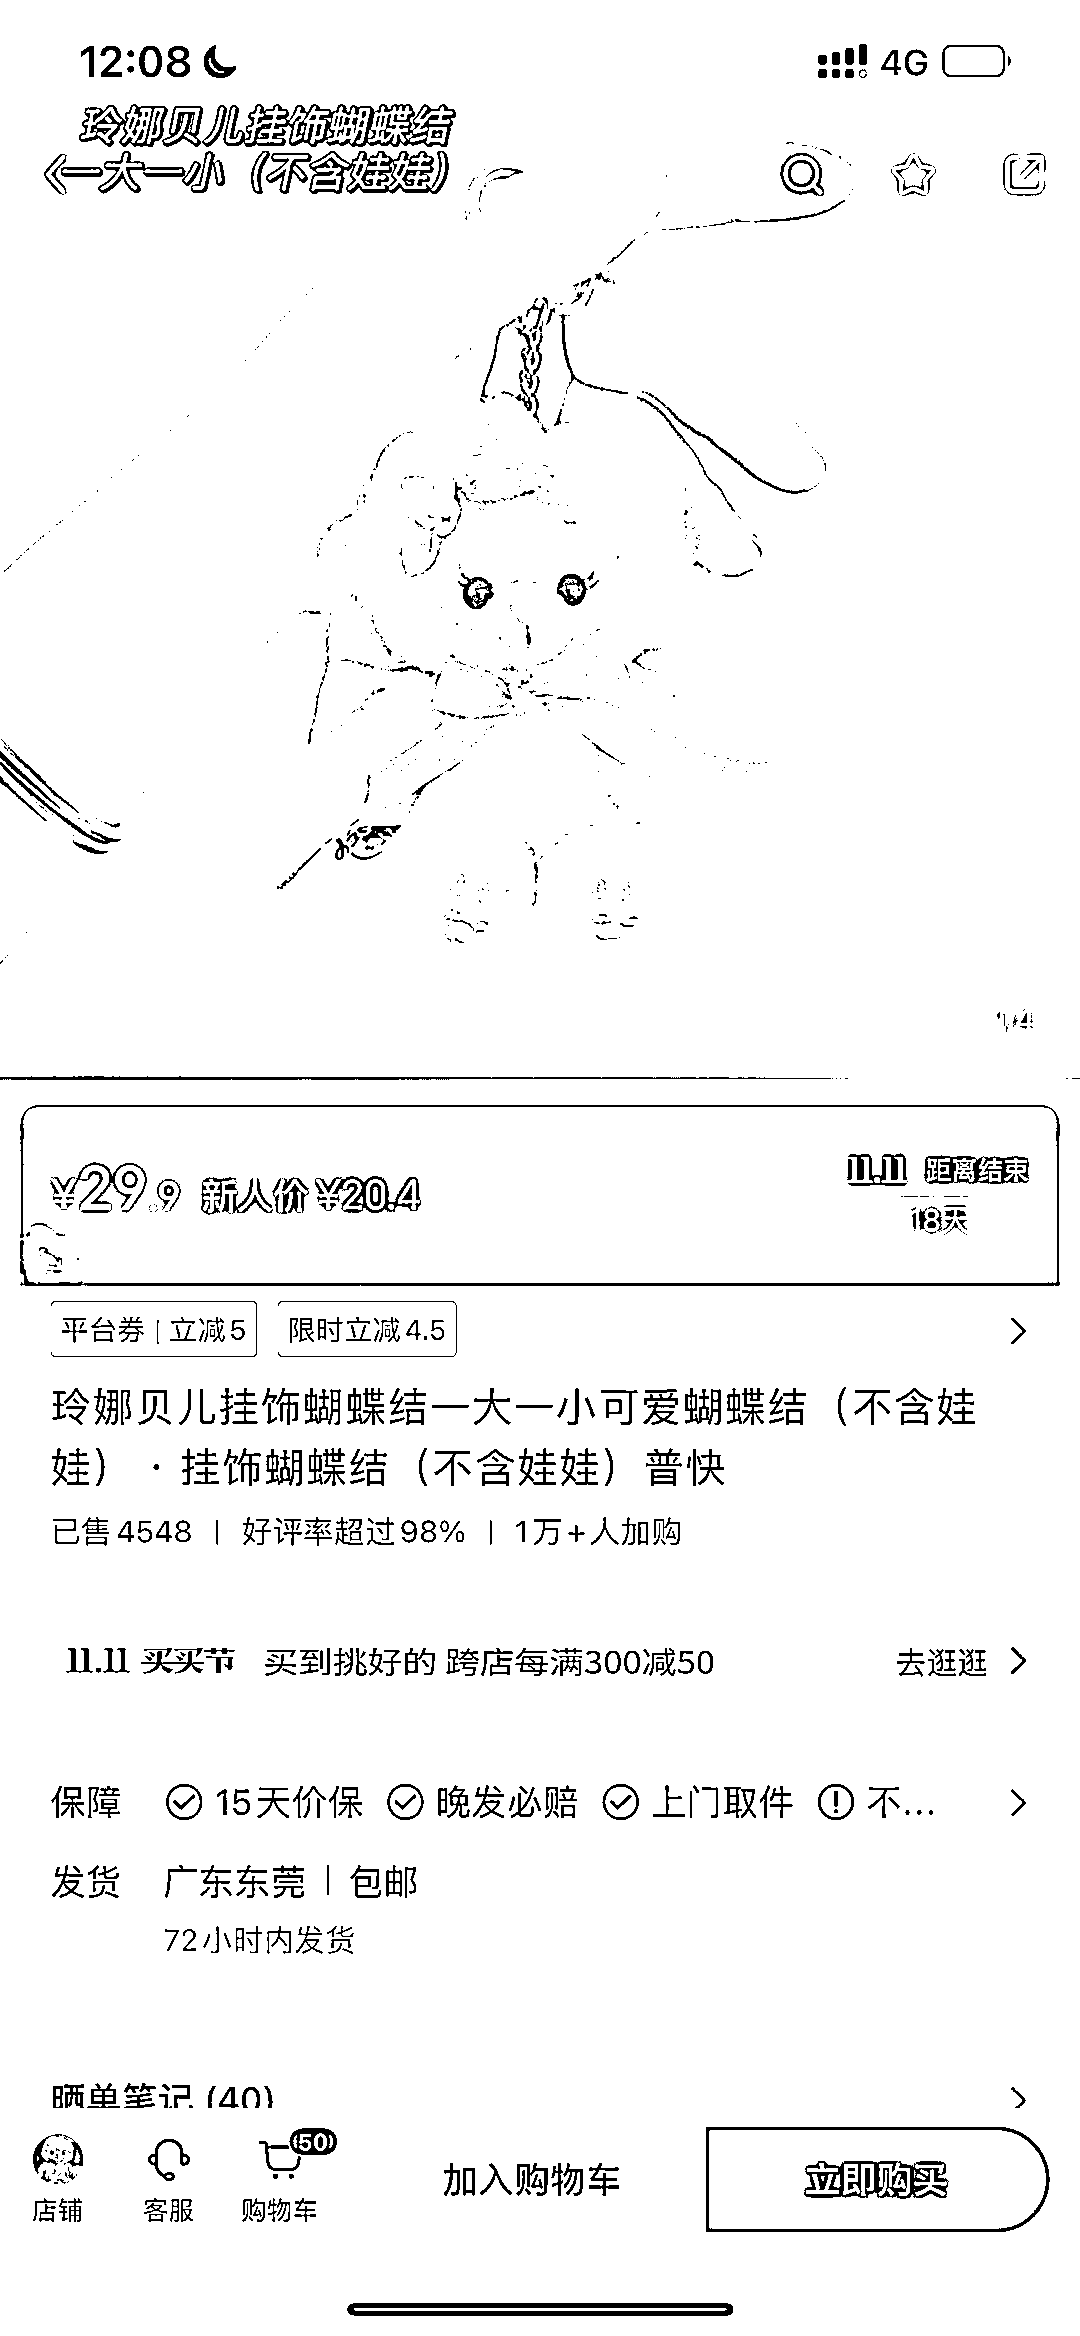 12:08
4G
玲娜贝儿挂饰蝴蝶结
一大一小（不含娃娃）
1/4
¥29.9 新人价 ¥20.4
11.11 距离结束
18天
平台券 | 立减5 限时立减4.5
玲娜贝儿挂饰蝴蝶结一大一小可爱蝴蝶结（不含娃
娃）·挂饰蝴蝶结（不含娃娃）普快
已售4548 | 好评率超过98% | 1万+人加购
11.11 买买节 买到挑好的 跨店每满300减50 去逛逛
保障 15天价保 晚发必赔 上门取件 不...
发货 广东东莞 | 包邮
72小时内发货
晒单笔记 (40)
50
店铺 客服 购物车 加入购物车 立即购买